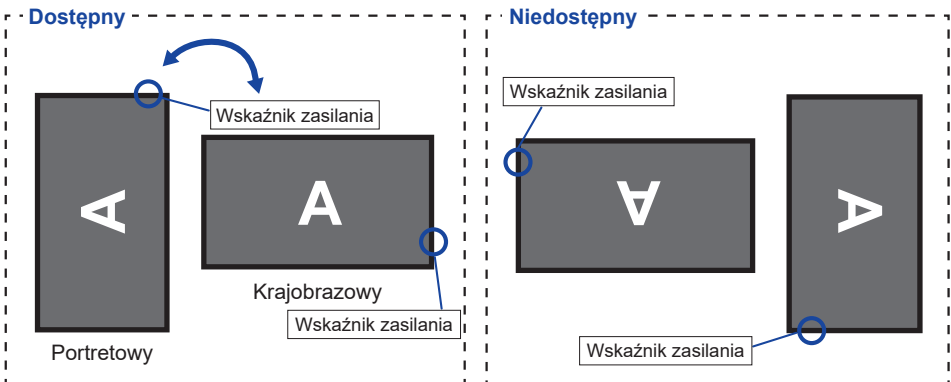 Dostępny
Wskaźnik zasilania
A
A
Krajobrazowy
Wskaźnik zasilania
Portretowy
Niedostępny
Wskaźnik zasilania
A
A
Wskaźnik zasilania